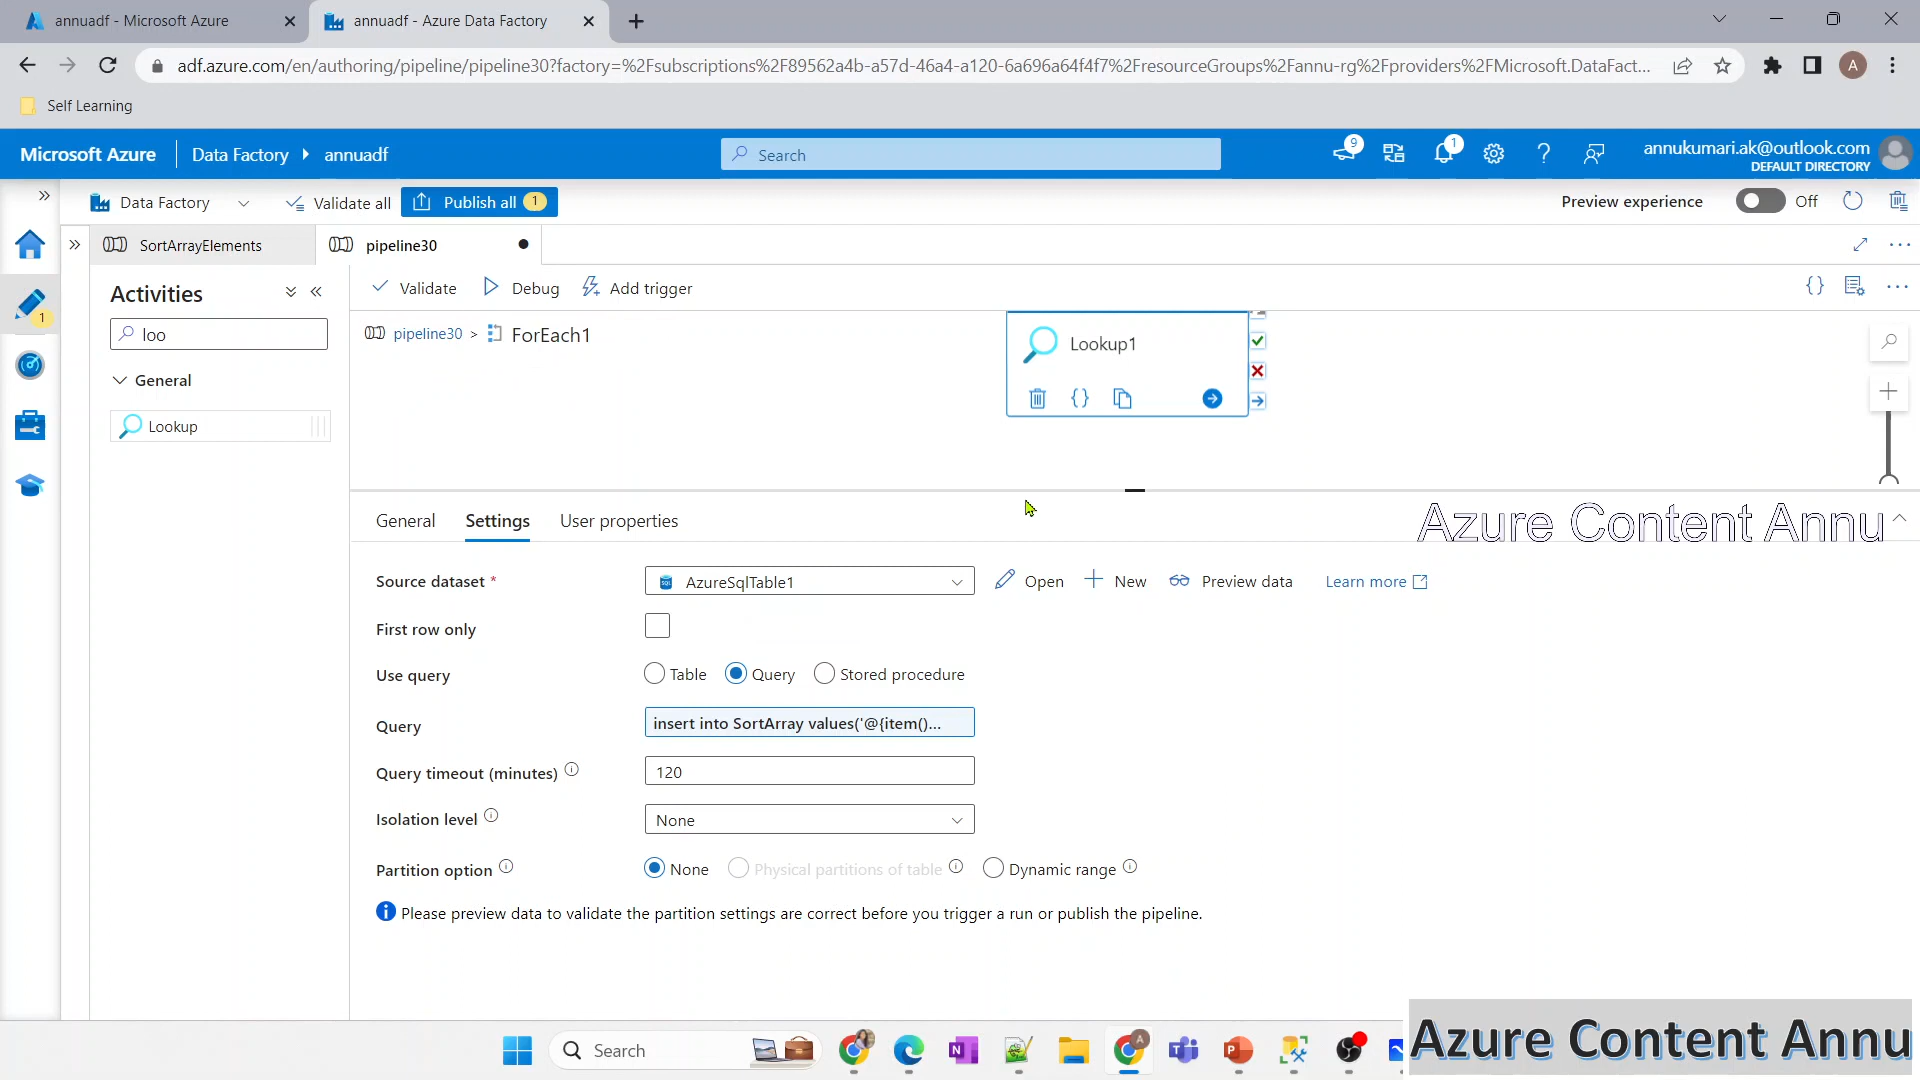 annuadf - Microsoft Azure
annuadf - Azure Data Factory
adf.azure.com/en/authoring/pipeline/pipeline30?factory=%2Fsubscriptions%2F89562a4b-a57d-46a4-a120-6a696a64f4f7%2FresourceGroups%2Fannu-rg%2Fproviders%2FMicrosoft.DataFact...
A
Self Learning
Microsoft Azure
Data Factory
annuadf
Search
9
1
annukumari.ak@outlook.com
DEFAULT DIRECTORY
Data Factory
Validate all
Publish all
1
Preview experience
Off
SortArrayElements
pipeline30
Activities
Validate
Debug
Add trigger
loo
pipeline30 > ForEach1
Lookup1
General
Lookup
1
General
Settings
User properties
Azure Content Annu
Source dataset *
SQL
AzureSqlTable1
Open
New
Preview data
Learn more
First row only
Use query
Table
Query
Stored procedure
Query
insert into SortArray values('@{item()...
Query timeout (minutes)
120
Isolation level
None
Partition option
None
Physical partitions of table
Dynamic range
Please preview data to validate the partition settings are correct before you trigger a run or publish the pipeline.
Search
Azure Content Annu